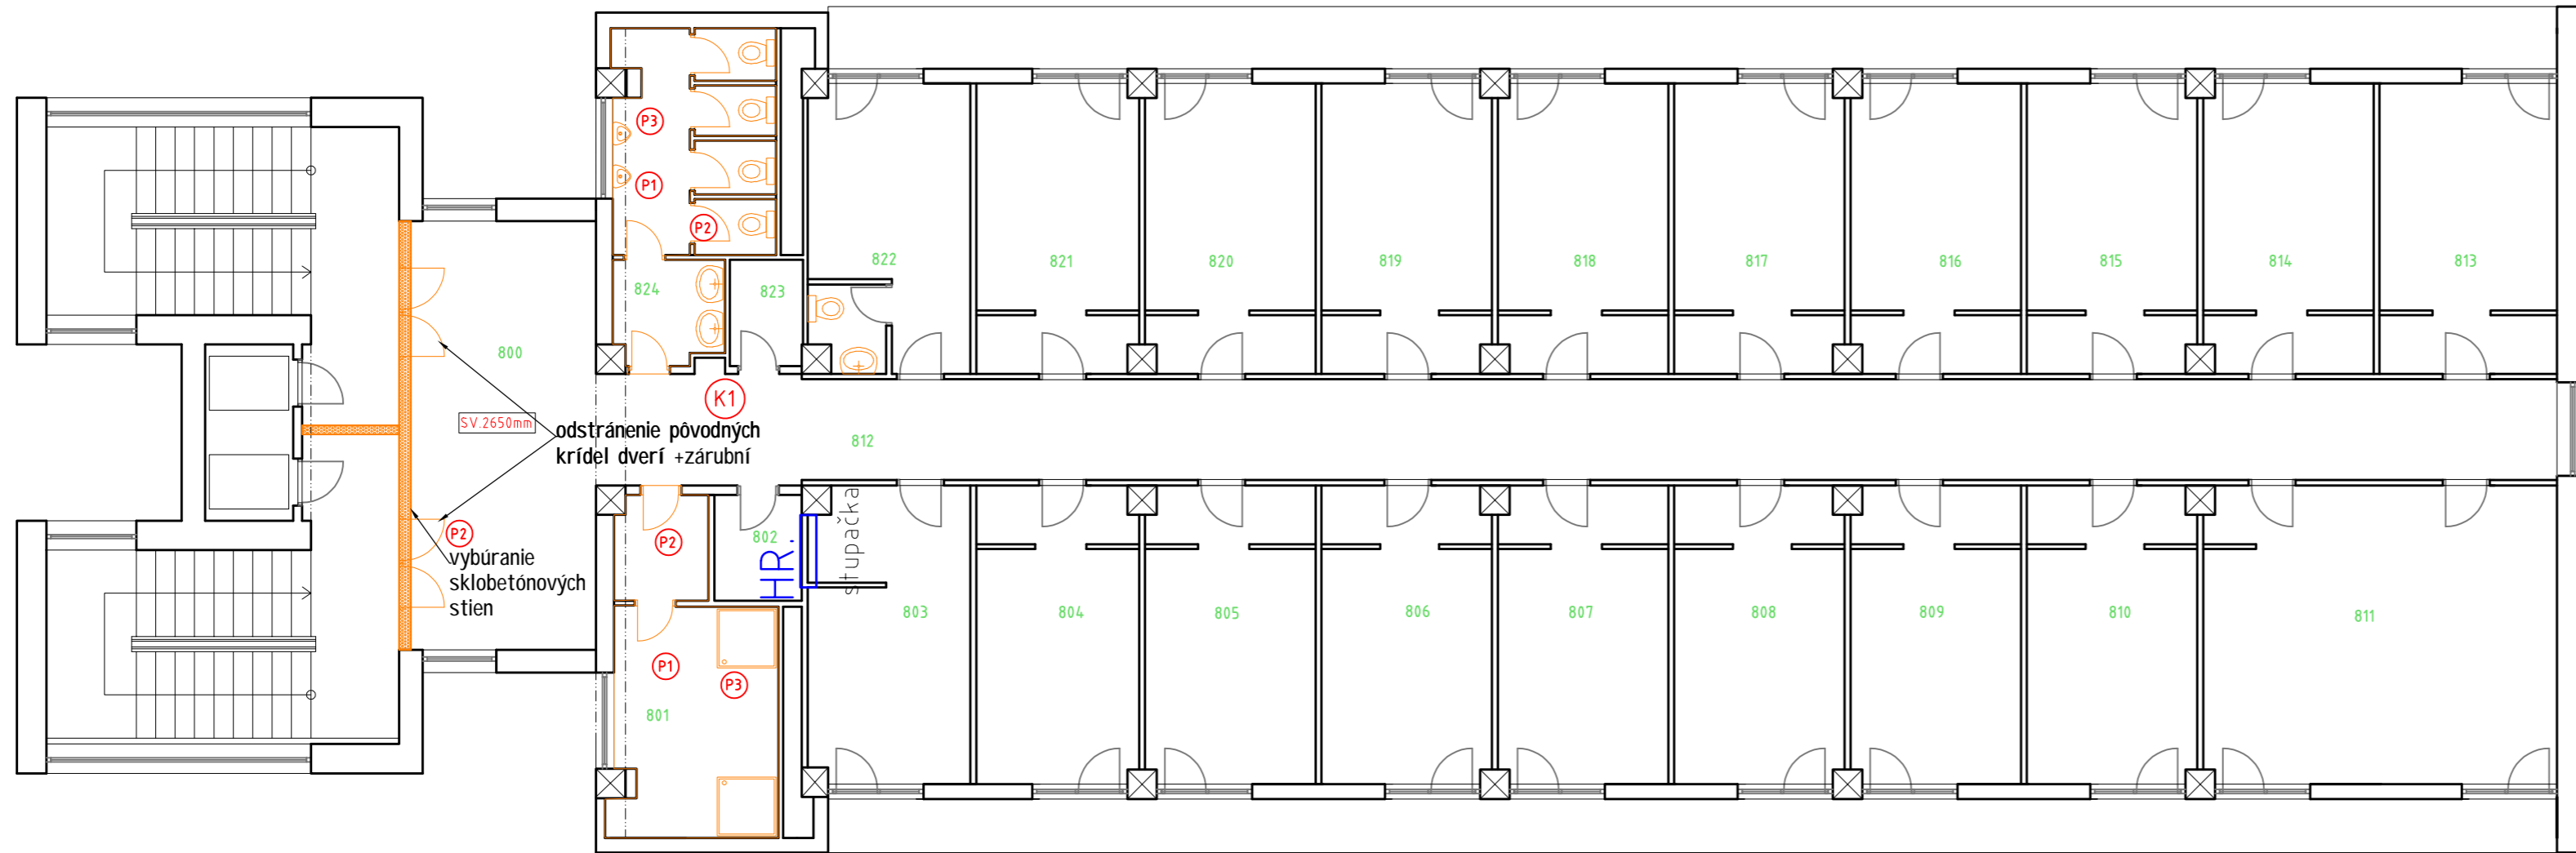 P3
P1
P2
822
821
820
819
818
817
816
815
814
813
824
823
800
K1
SV.2650mm
odstránenie pôvodných
krídel dverí +zárubní
812
P2
vybúranie
sklobetónových
stien
P2
802
HR.
stupačka
803
804
805
806
807
808
809
810
811
P1
P3
801